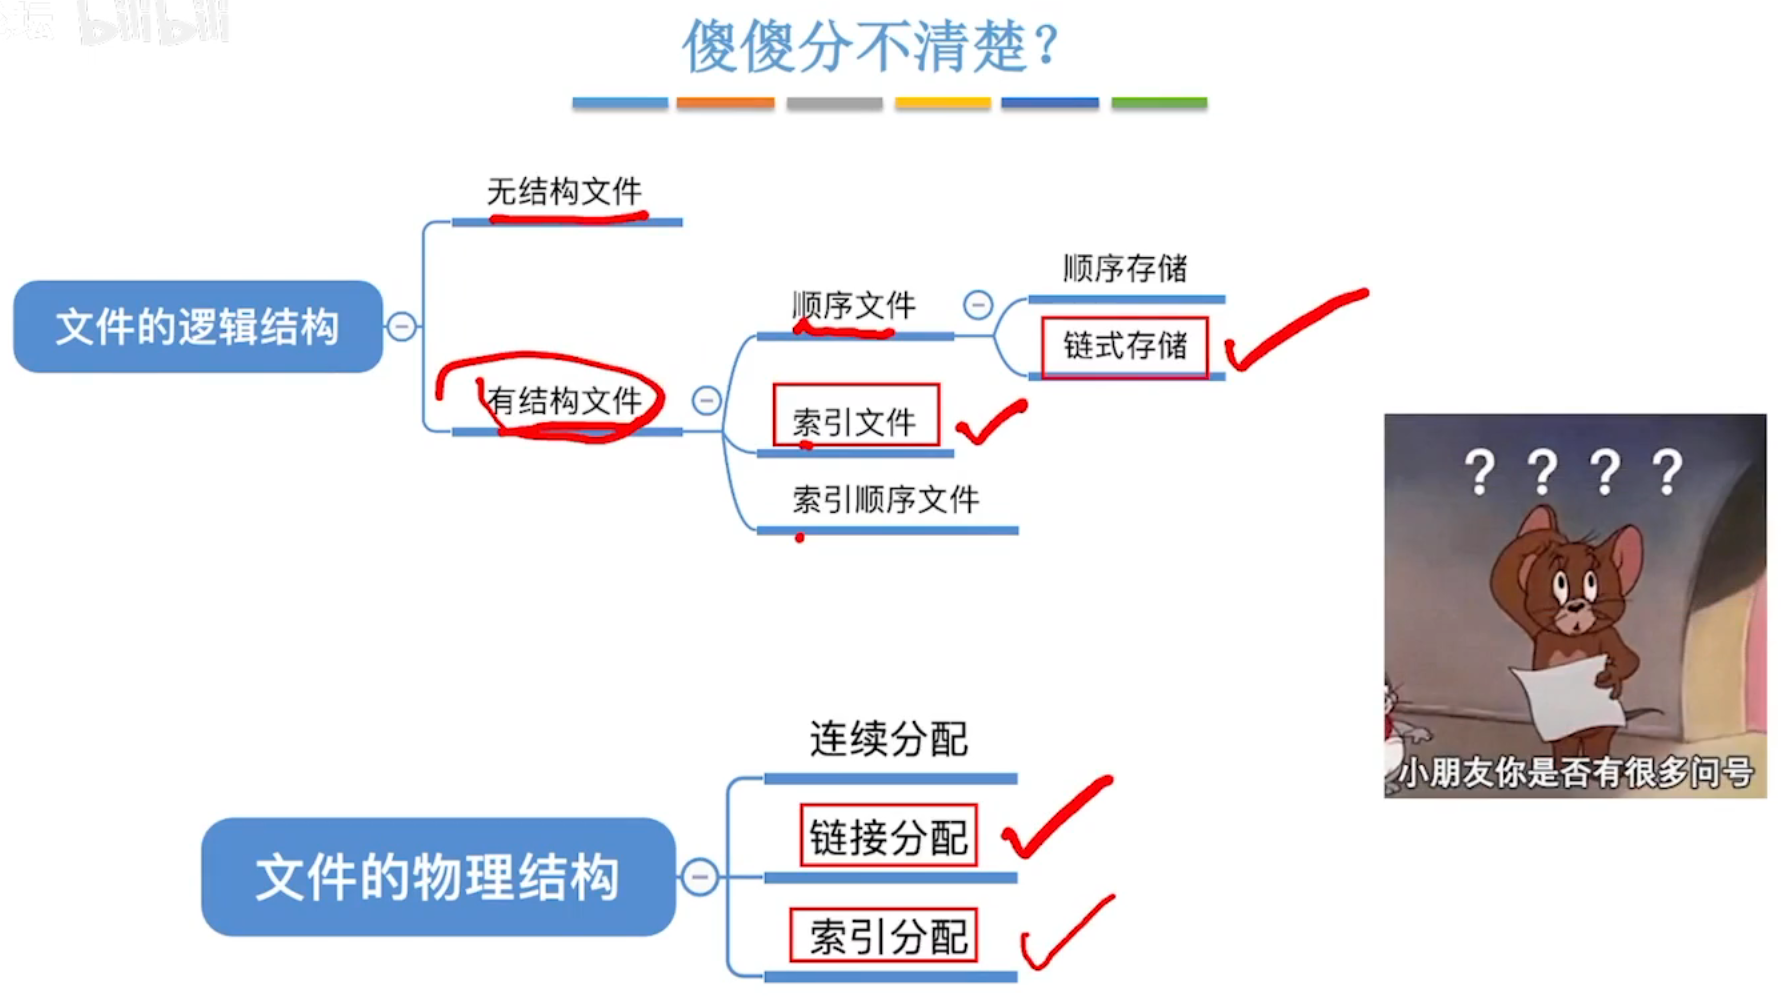 bilibili
傻傻分不清楚？
无结构文件
顺序存储
顺序文件
文件的逻辑结构
链式存储
有结构文件
索引文件
索引顺序文件
？？？？
小朋友你是否有很多问号
连续分配
链接分配
文件的物理结构
索引分配